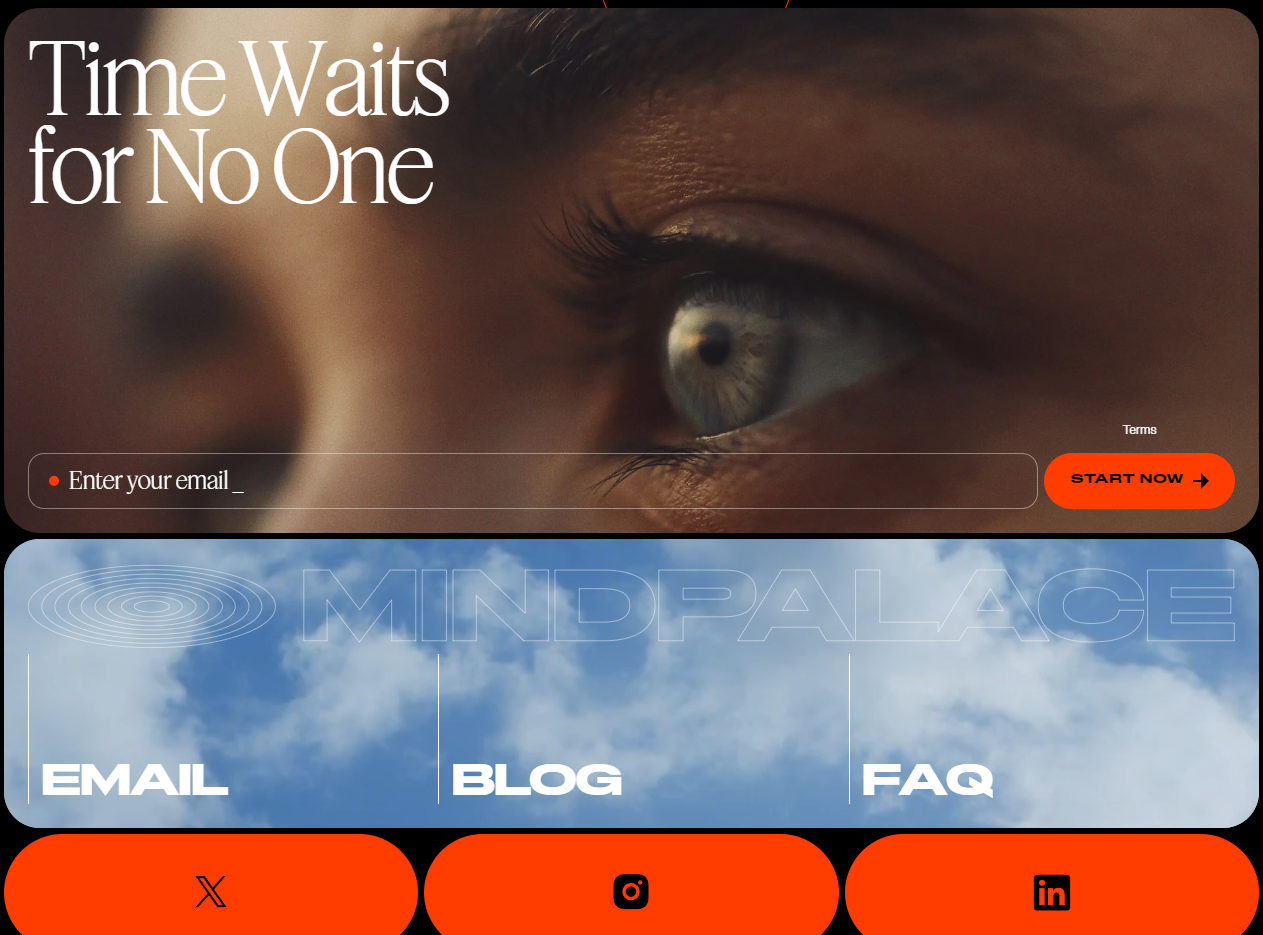 Time Waits
for No One
Terms
Enter your email _
START NOW
MINDPALACE
EMAIL
BLOG
FAQ